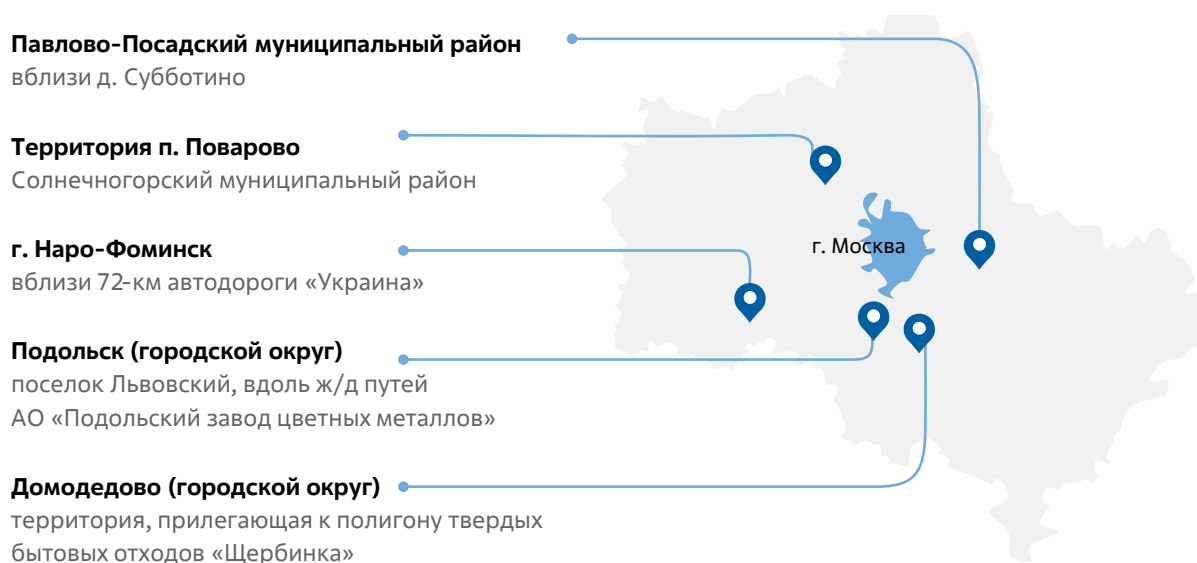 Павлово-Посадский муниципальный район
вблизи д. Субботино
Территория п. Поварово
Солнечногорский муниципальный район
г. Наро-Фоминск
вблизи 72-км автодороги «Украина»
Подольск (городской округ)
поселок Львовский, вдоль ж/д путей
АО «Подольский завод цветных металлов»
Домодедово (городской округ)
территория, прилегающая к полигону твердых
бытовых отходов «Щербинка»
г. Москва